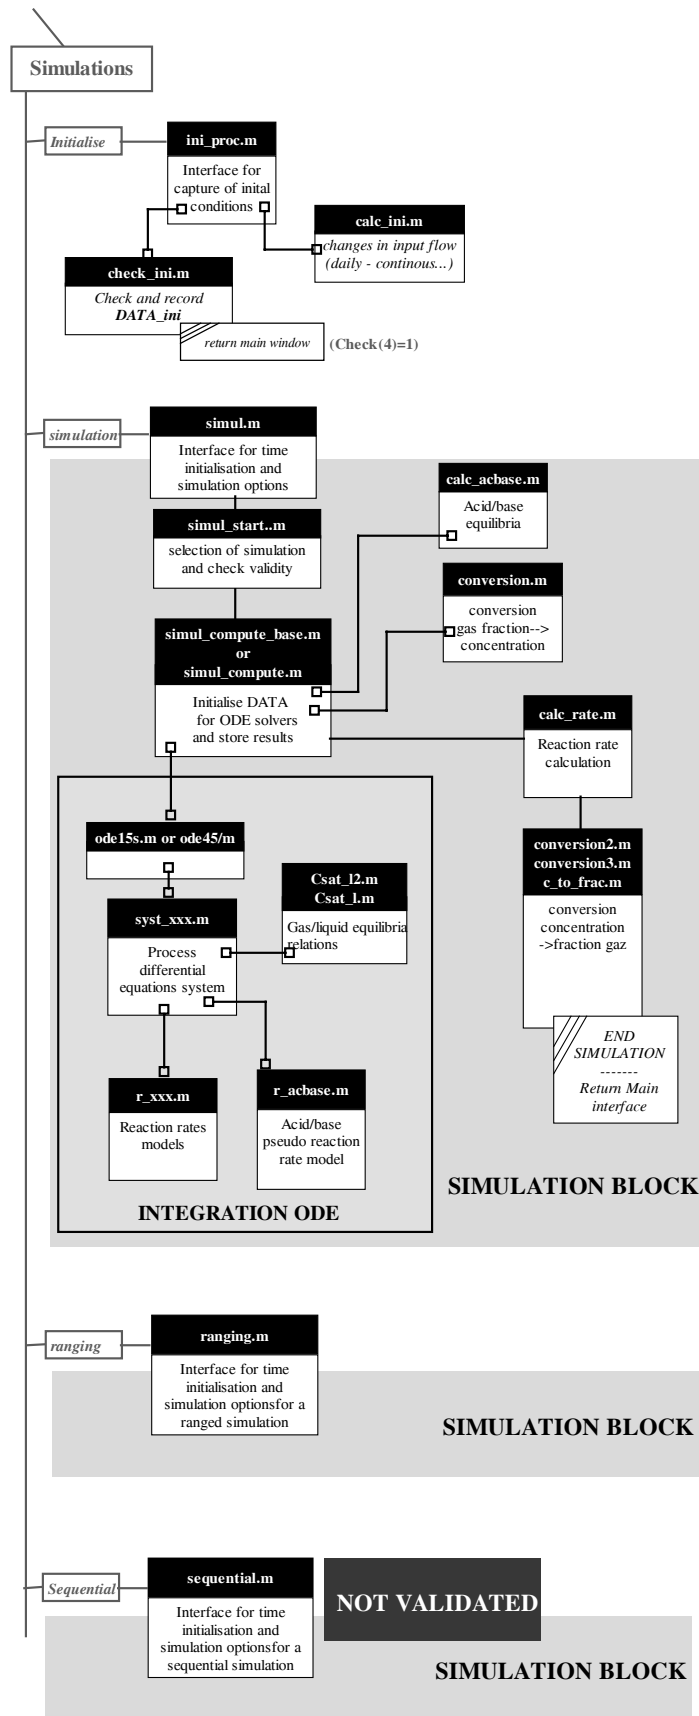 Simulations
Initialise
ini_proc.m
Interface for
capture of inital
conditions
calc_ini.m
changes in input flow
(daily - continous...)
check_ini.m
Check and record
DATA_ini
return main window
(Check(4)=1)
simulation
simul.m
Interface for time
initialisation and
simulation options
calc_acbase.m
Acid/base
equilibria
simul_start..m
selection of simulation
and check validity
conversion.m
conversion
gas fraction-->
concentration
simul_compute_base.m
or
simul_compute.m
Initialise DATA
for ODE solvers
and store results
calc_rate.m
Reaction rate
calculation
ode15s.m or ode45/m
conversion2.m
conversion3.m
c_to_frac.m
conversion
concentration
->fraction gaz
Csat_l2.m
Csat_l.m
Gas/liquid equilibria
relations
syst_xxx.m
Process
differential
equations system
END
SIMULATION
-------
Return Main
interface
r_xxx.m
Reaction rates
models
r_acbase.m
Acid/base
pseudo reaction
rate model
SIMULATION BLOCK
INTEGRATION ODE
ranging.m
ranging
Interface for time
initialisation and
simulation optionsfor a
ranged simulation
SIMULATION BLOCK
Sequential
sequential.m
Interface for time
initialisation and
simulation optionsfor a
sequential simulation
NOT VALIDATED
SIMULATION BLOCK